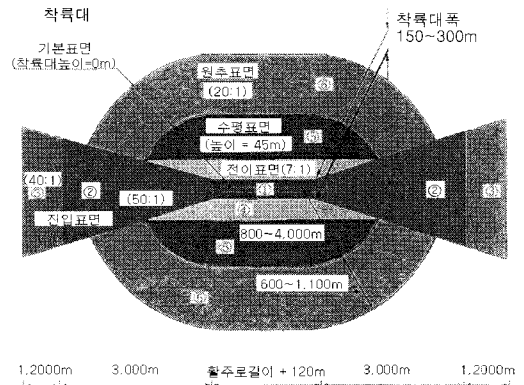 착륙대
착륙대폭
150~300m
기본표면
(착륙대높이=0m)
원추표면
(20:1)
⑥
수평표면
(높이 = 45m)
⑤
전이표면(7:1)
(40:1)
③
②
(50:1)
①
②
③
진입표면
④
800~4,000m
⑤
600~1,100m
⑥
1,2000m
3,000m
활주로길이 + 120m
3,000m
1,2000m